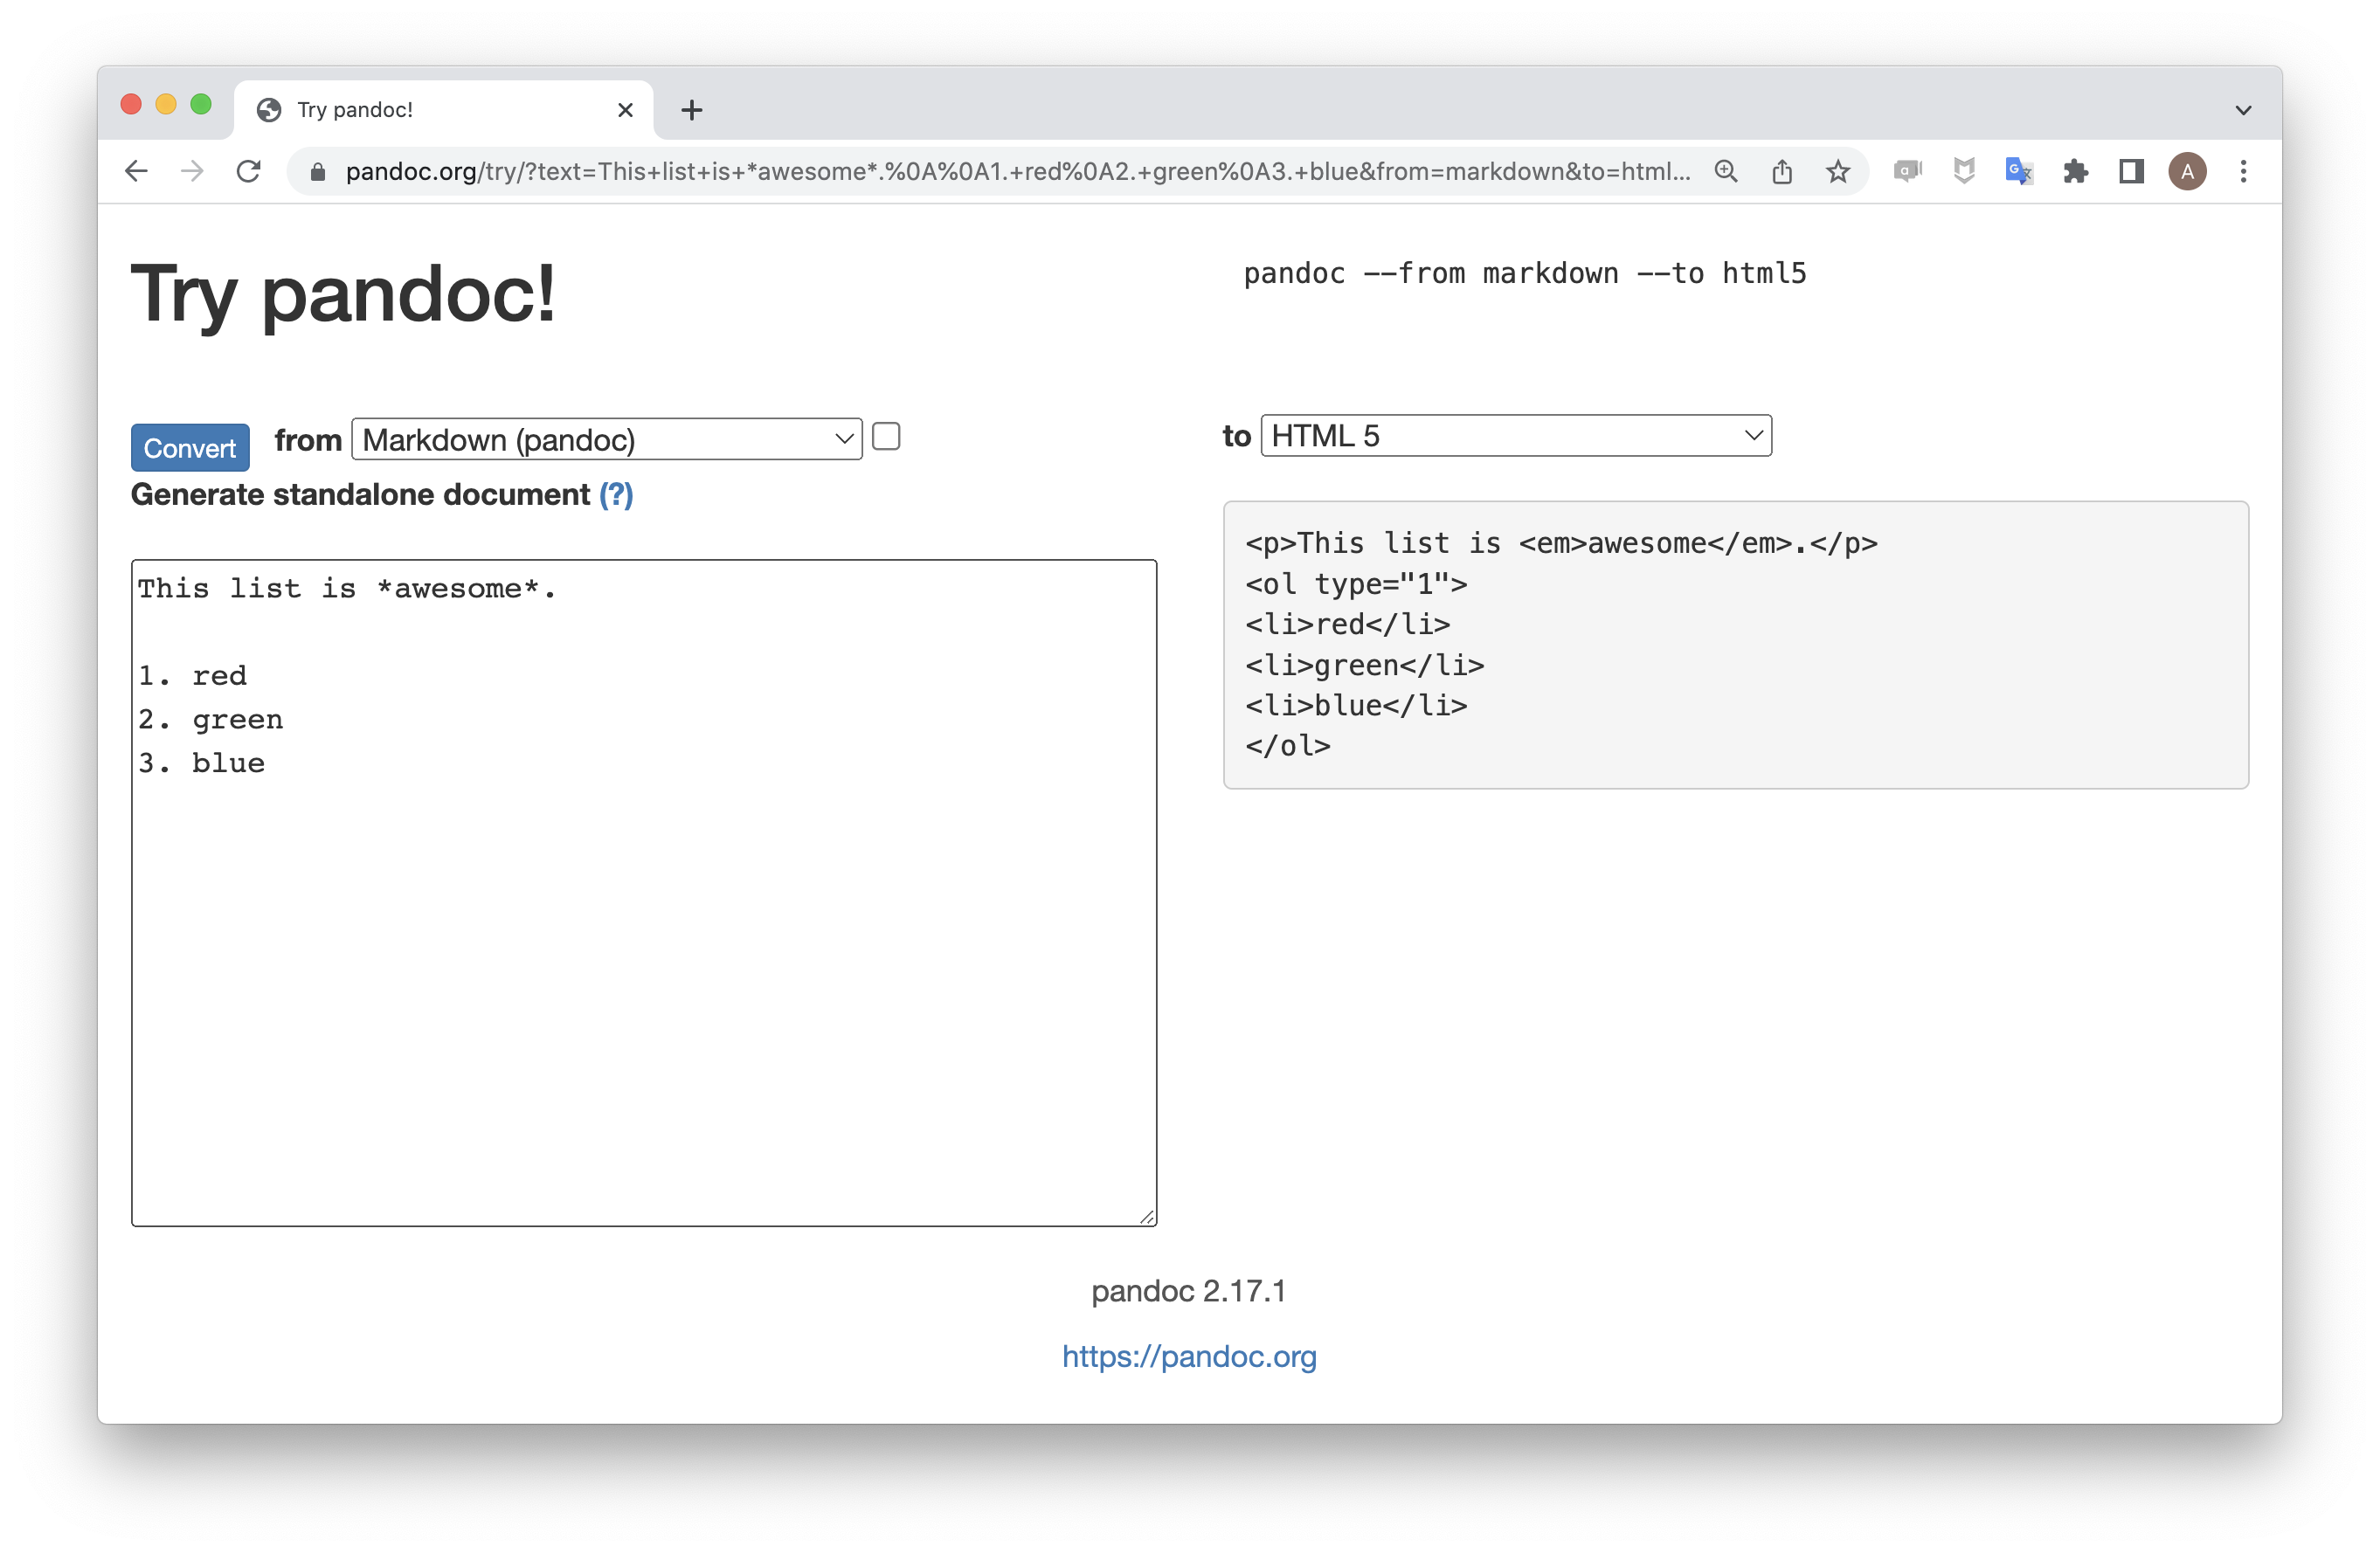 Try pandoc!
pandoc.org/try/?text=This+list+is+*awesome*.%0A%0A1.+red%0A2.+green%0A3.+blue&from=markdown&to=html...
A
Try pandoc!
pandoc --from markdown --to html5
Convert from Markdown (pandoc)
to HTML 5
Generate standalone document (?)
This list is *awesome*.
1. red
2. green
3. blue
<p>This list is <em>awesome</em>.</p>
<ol type="1">
<li>red</li>
<li>green</li>
<li>blue</li>
</ol>
pandoc 2.17.1
https://pandoc.org